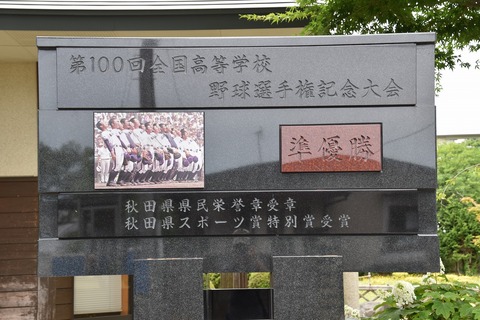 第100回全国高等学校
野球選手権記念大会
準優勝
秋田県県民栄誉章受章
秋田県スポーツ賞特別賞受賞